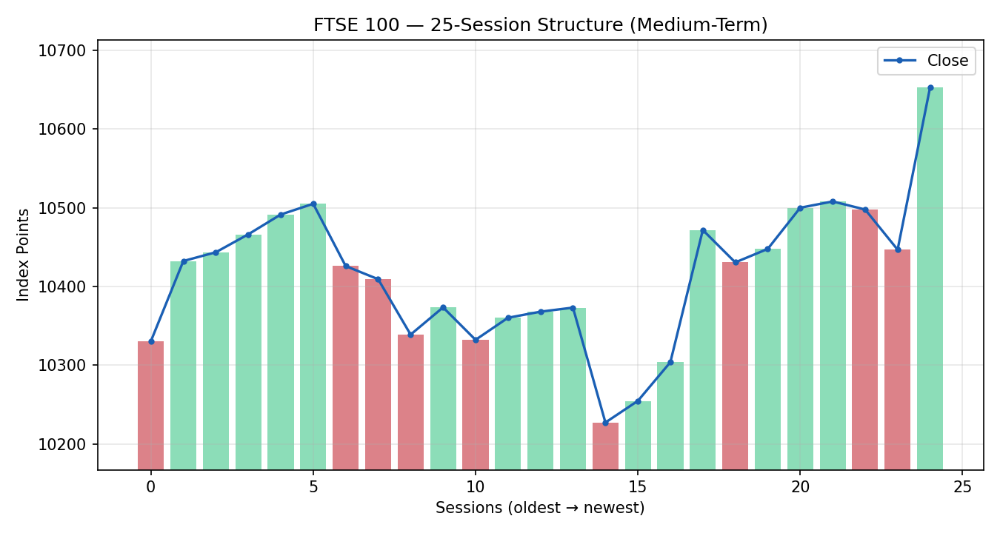 FTSE 100 — 25-Session Structure (Medium-Term)
Close
Index Points
10700
10600
10500
10400
10300
10200
0 5 10 15 20 25
Sessions (oldest → newest)